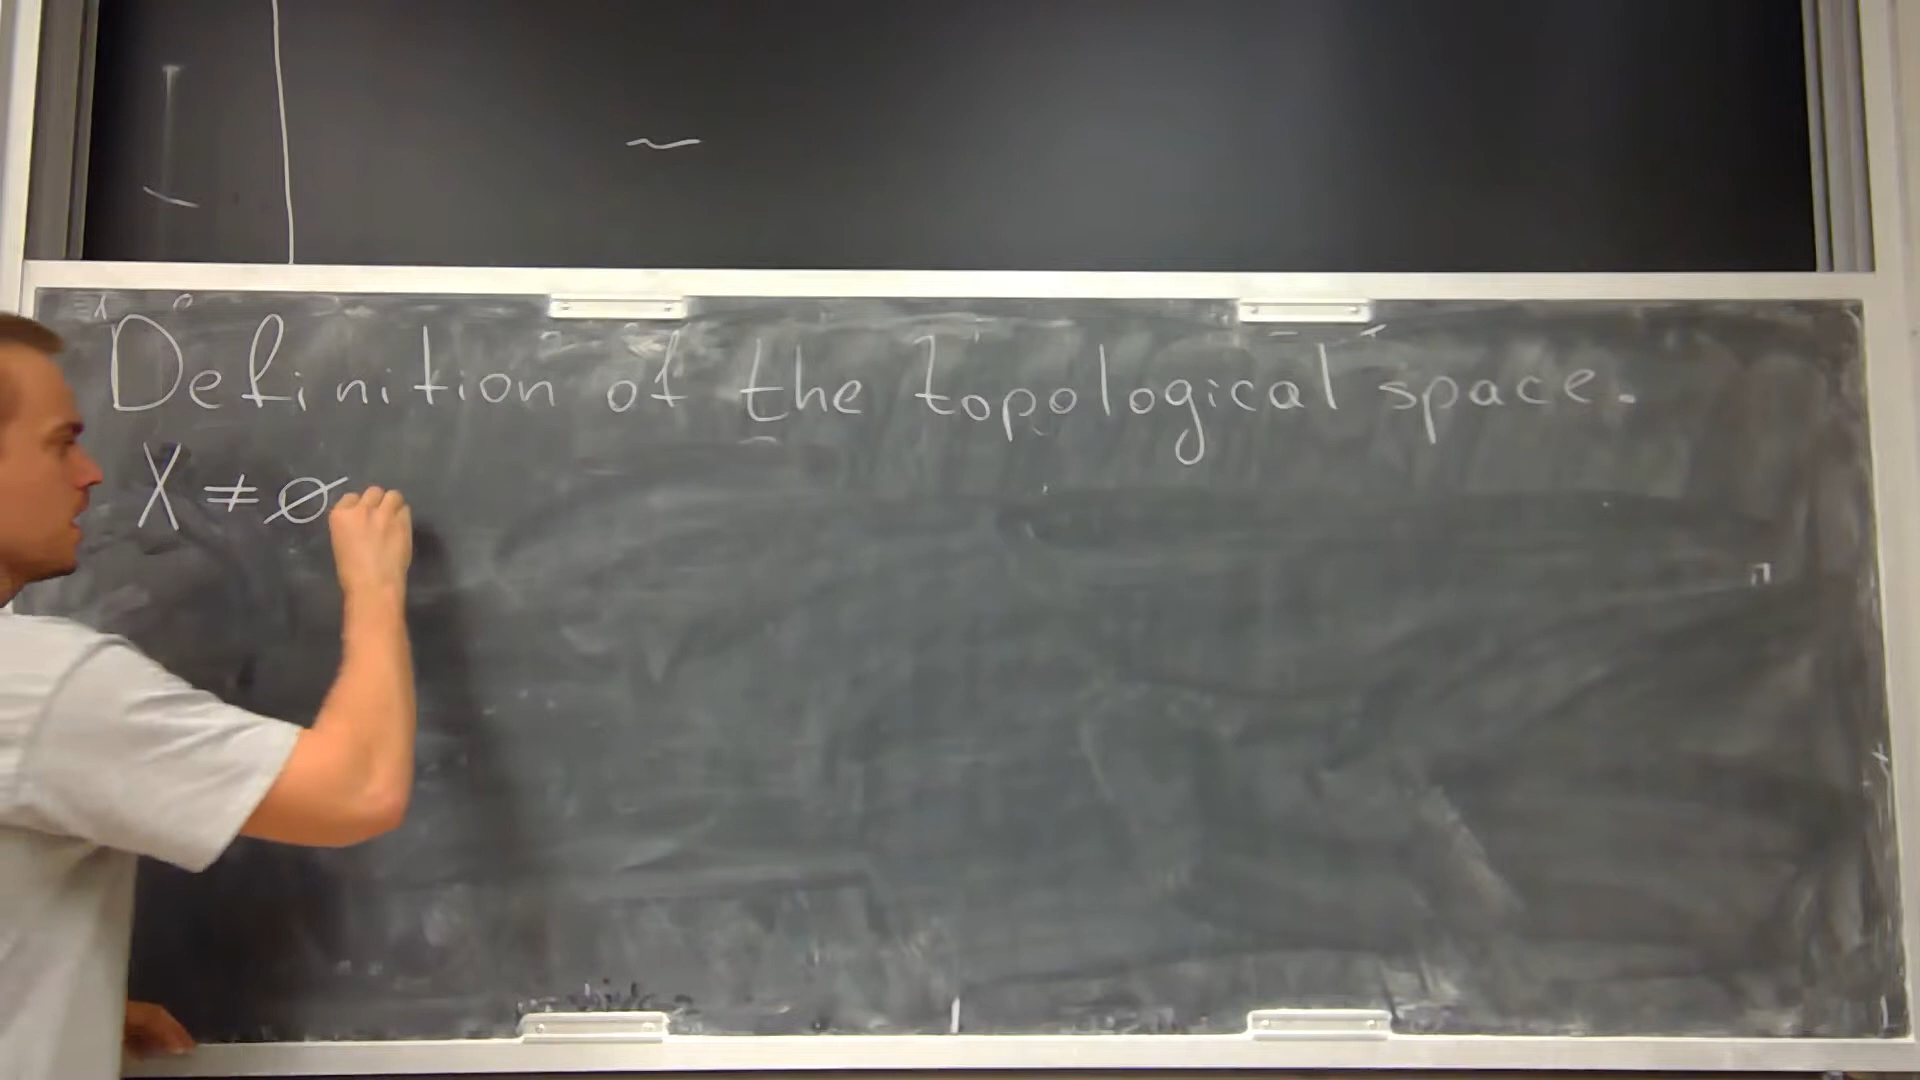 Definition of the topological space.
X ≠ ∅